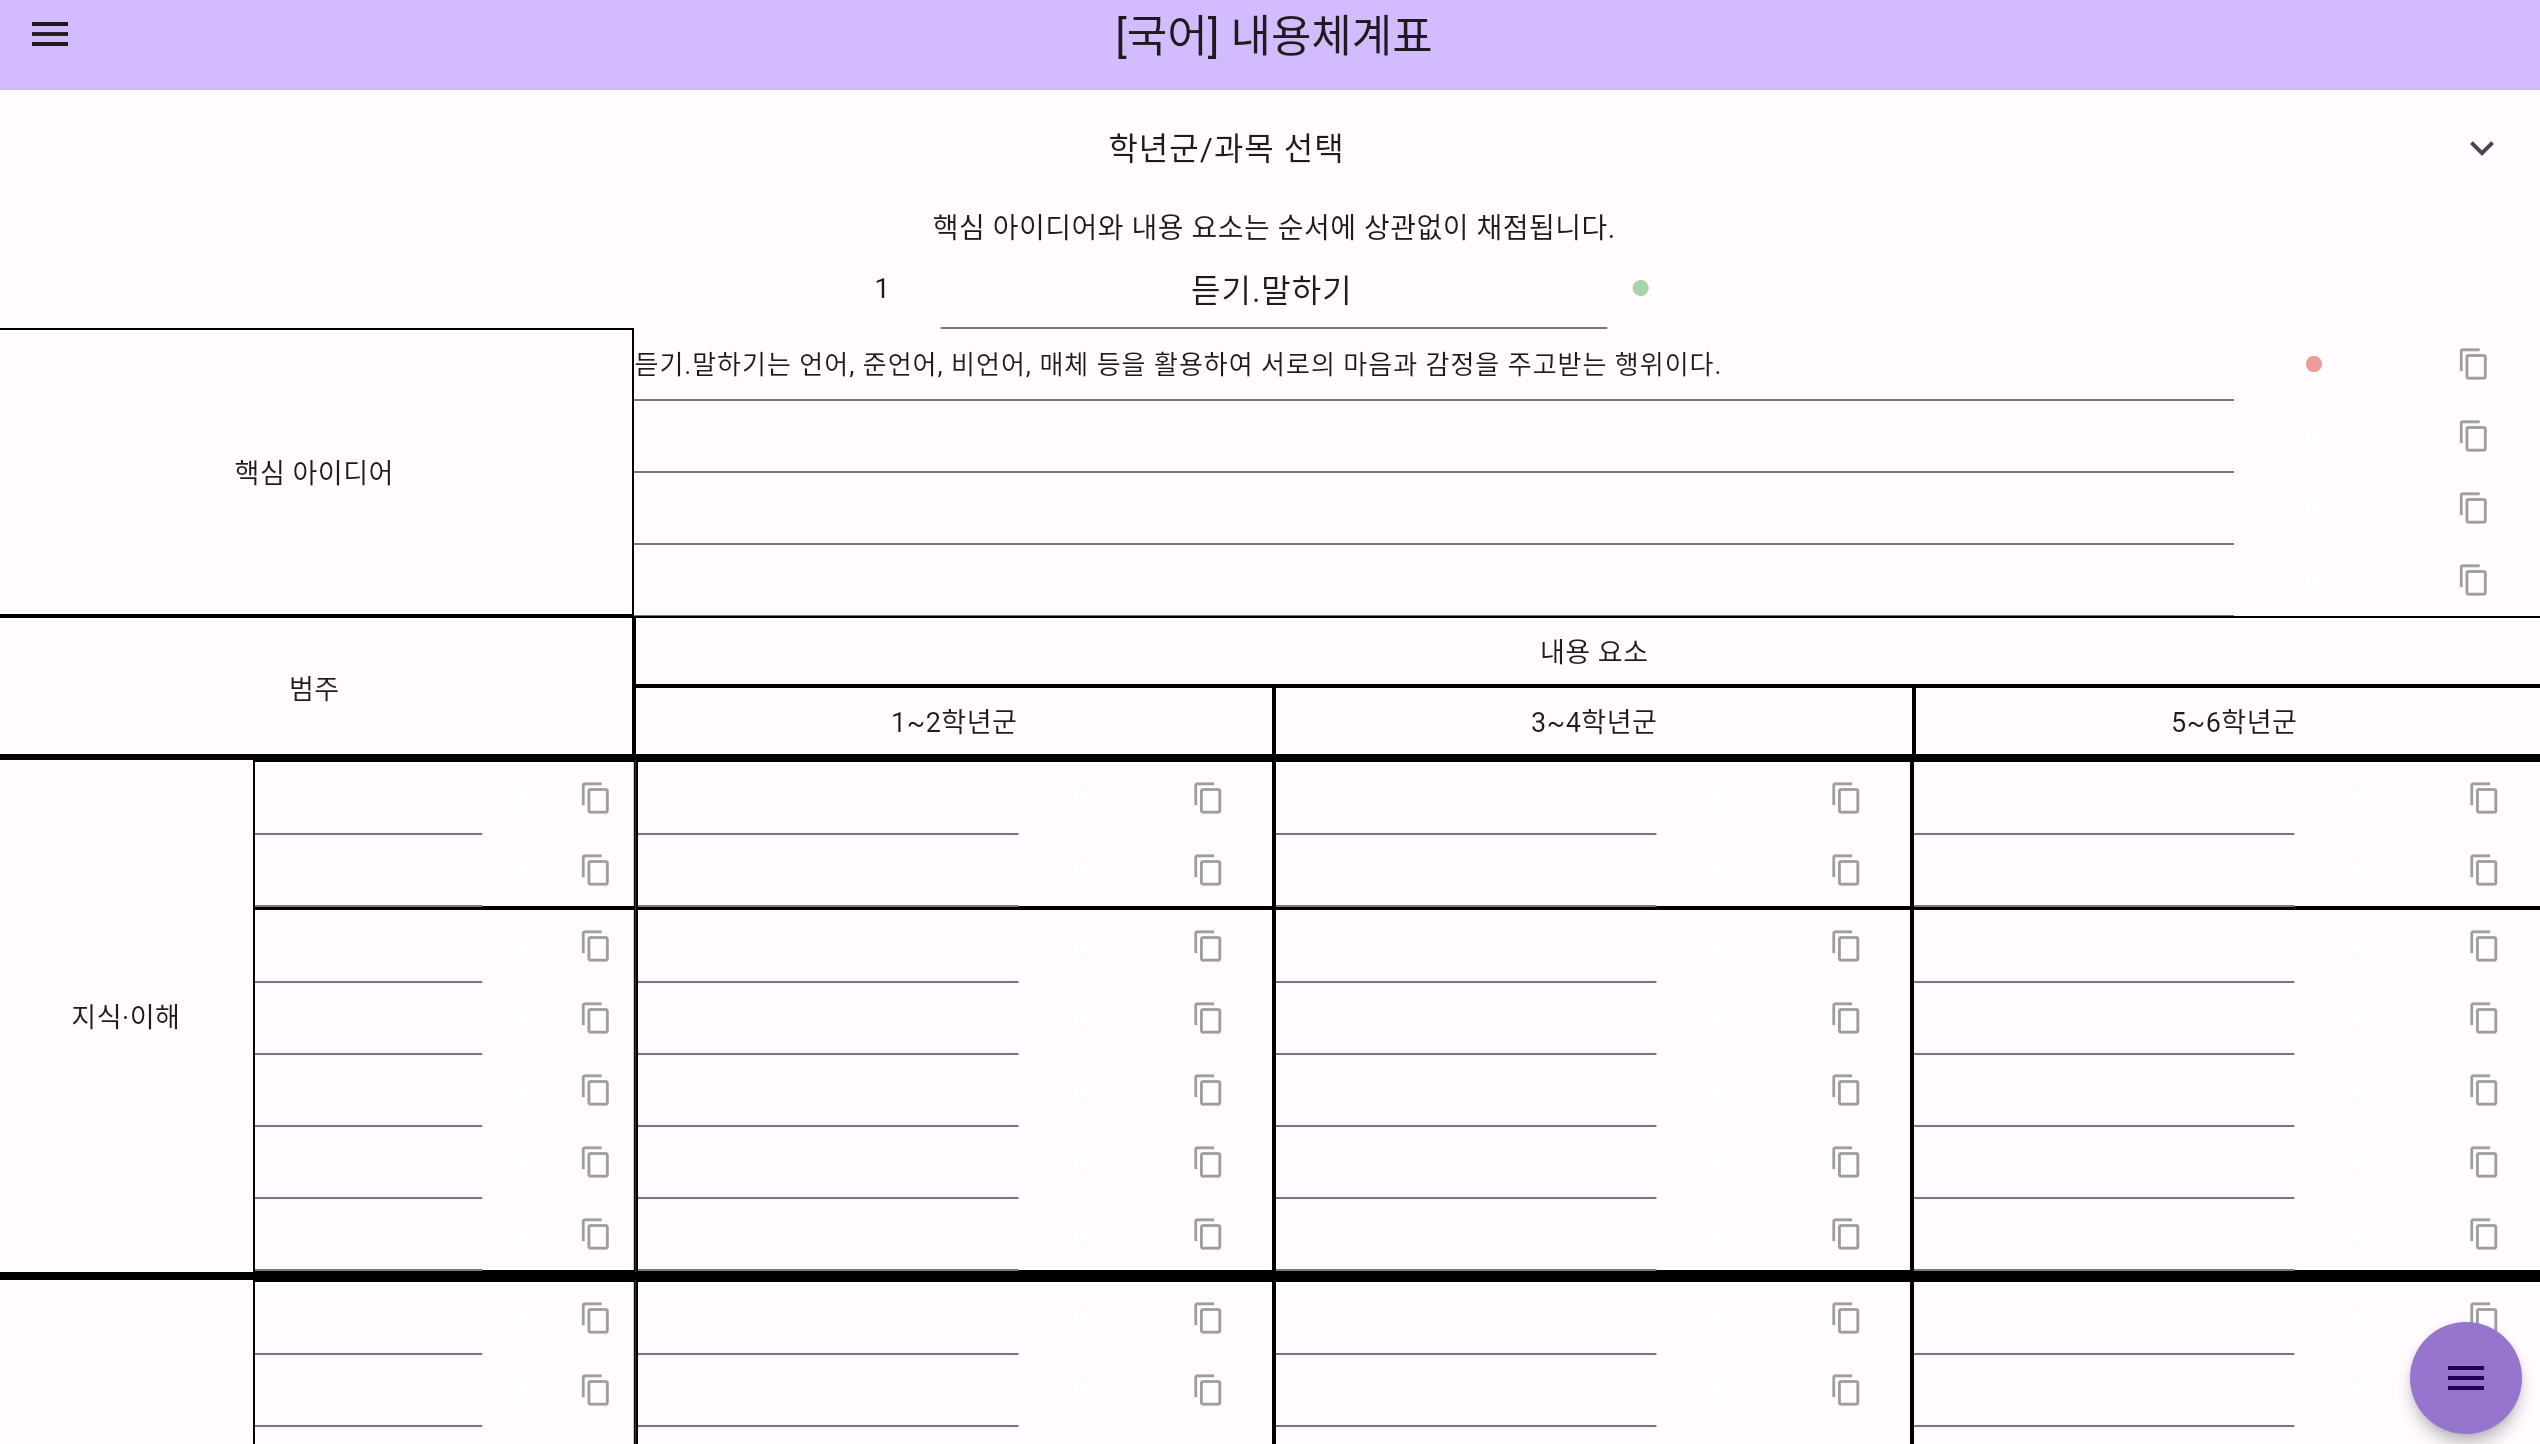 [국어] 내용체계표
학년군/과목 선택
핵심 아이디어와 내용 요소는 순서에 상관없이 채점됩니다.
1 듣기.말하기
듣기.말하기는 언어, 준언어, 비언어, 매체 등을 활용하여 서로의 마음과 감정을 주고받는 행위이다.
핵심 아이디어
내용 요소
범주
1~2학년군 3~4학년군 5~6학년군
지식·이해